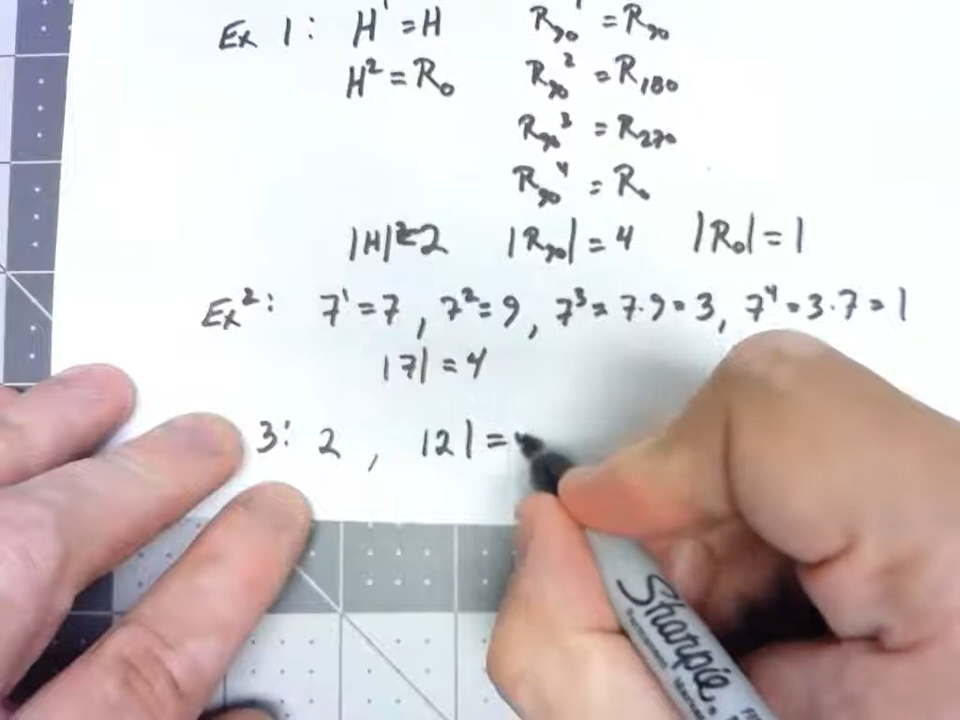 Ex 1: H¹ = H R₉₀¹ = R₉₀
H² = R₀ R₉₀² = R₁₈₀
R₉₀³ = R₂₇₀
R₉₀⁴ = R₀
|H| = 2 |R₉₀| = 4 |R₀| = 1
Ex 2: 7¹ = 7, 7² = 9, 7³ = 7·9 = 3, 7⁴ = 3·7 = 1
|7| = 4
3: 2, |2| =
Sharpie.